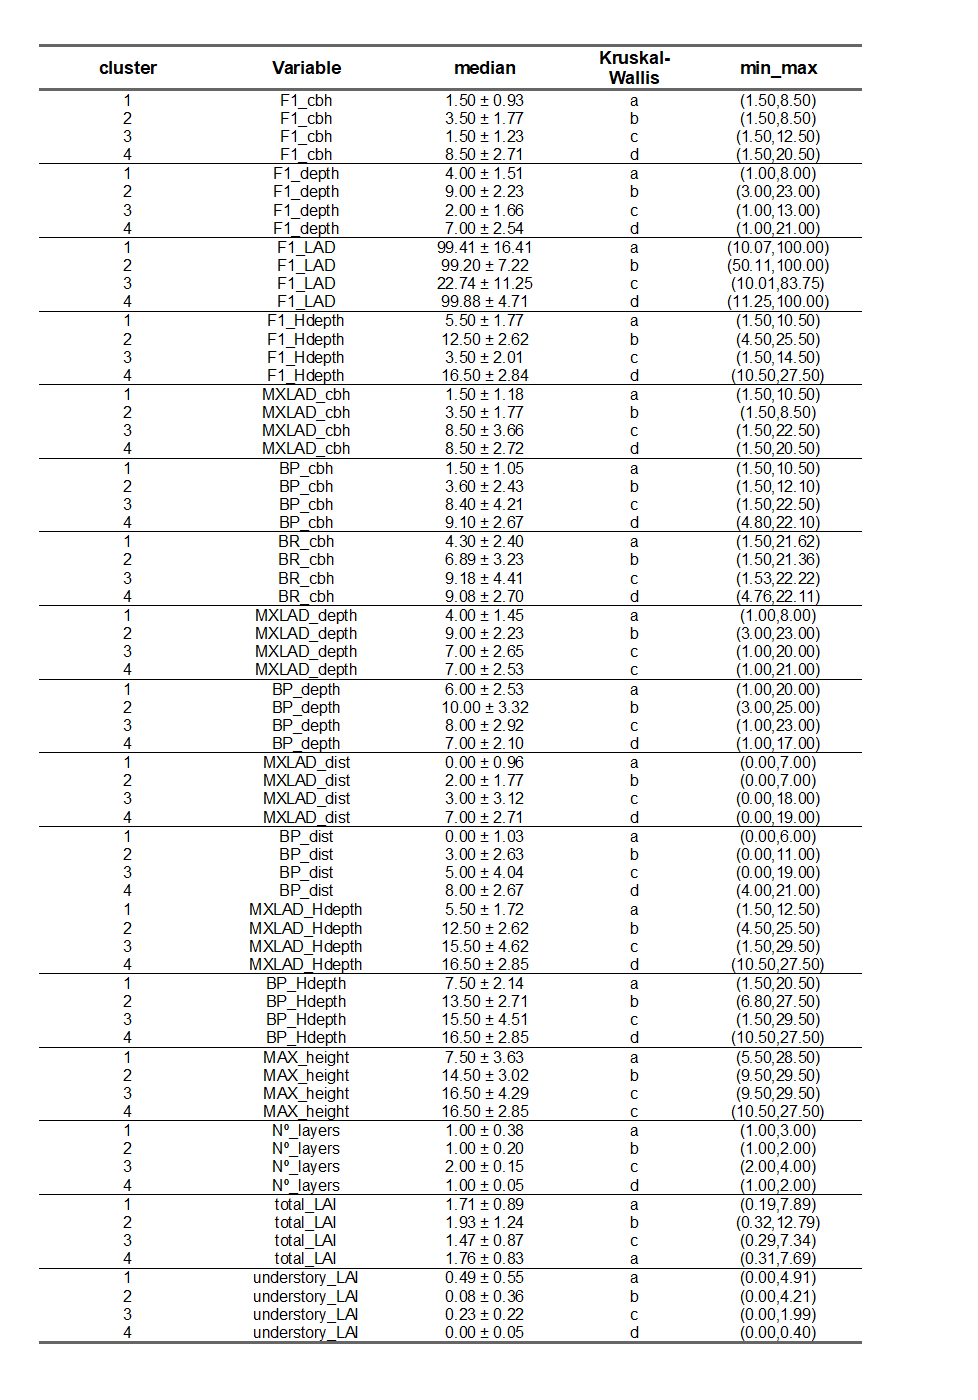 cluster Variable median Kruskal-Wallis min_max
1 F1_cbh 1.50 ± 0.93 a (1.50,8.50)
2 F1_cbh 3.50 ± 1.77 b (1.50,8.50)
3 F1_cbh 1.50 ± 1.23 c (1.50,12.50)
4 F1_cbh 8.50 ± 2.71 d (1.50,20.50)
1 F1_depth 4.00 ± 1.51 a (1.00,8.00)
2 F1_depth 9.00 ± 2.23 b (3.00,23.00)
3 F1_depth 2.00 ± 1.66 c (1.00,13.00)
4 F1_depth 7.00 ± 2.54 d (1.00,21.00)
1 F1_LAD 99.41 ± 16.41 a (10.07,100.00)
2 F1_LAD 99.20 ± 7.22 b (50.11,100.00)
3 F1_LAD 22.74 ± 11.25 c (10.01,83.75)
4 F1_LAD 99.88 ± 4.71 d (11.25,100.00)
1 F1_Hdepth 5.50 ± 1.77 a (1.50,10.50)
2 F1_Hdepth 12.50 ± 2.62 b (4.50,25.50)
3 F1_Hdepth 3.50 ± 2.01 c (1.50,14.50)
4 F1_Hdepth 16.50 ± 2.84 d (10.50,27.50)
1 MXLAD_cbh 1.50 ± 1.18 a (1.50,10.50)
2 MXLAD_cbh 3.50 ± 1.77 b (1.50,8.50)
3 MXLAD_cbh 8.50 ± 3.66 c (1.50,22.50)
4 MXLAD_cbh 8.50 ± 2.72 d (1.50,20.50)
1 BP_cbh 1.50 ± 1.05 a (1.50,10.50)
2 BP_cbh 3.60 ± 2.43 b (1.50,12.10)
3 BP_cbh 8.40 ± 4.21 c (1.50,22.50)
4 BP_cbh 9.10 ± 2.67 d (4.80,22.10)
1 BR_cbh 4.30 ± 2.40 a (1.50,21.62)
2 BR_cbh 6.89 ± 3.23 b (1.50,21.36)
3 BR_cbh 9.18 ± 4.41 c (1.53,22.22)
4 BR_cbh 9.08 ± 2.70 d (4.76,22.11)
1 MXLAD_depth 4.00 ± 1.45 a (1.00,8.00)
2 MXLAD_depth 9.00 ± 2.23 b (3.00,23.00)
3 MXLAD_depth 7.00 ± 2.65 c (1.00,20.00)
4 MXLAD_depth 7.00 ± 2.53 c (1.00,21.00)
1 BP_depth 6.00 ± 2.53 a (1.00,20.00)
2 BP_depth 10.00 ± 3.32 b (3.00,25.00)
3 BP_depth 8.00 ± 2.92 c (1.00,23.00)
4 BP_depth 7.00 ± 2.10 d (1.00,17.00)
1 MXLAD_dist 0.00 ± 0.96 a (0.00,7.00)
2 MXLAD_dist 2.00 ± 1.77 b (0.00,7.00)
3 MXLAD_dist 3.00 ± 3.12 c (0.00,18.00)
4 MXLAD_dist 7.00 ± 2.71 d (0.00,19.00)
1 BP_dist 0.00 ± 1.03 a (0.00,6.00)
2 BP_dist 3.00 ± 2.63 b (0.00,11.00)
3 BP_dist 5.00 ± 4.04 c (0.00,19.00)
4 BP_dist 8.00 ± 2.67 d (4.00,21.00)
1 MXLAD_Hdepth 5.50 ± 1.72 a (1.50,12.50)
2 MXLAD_Hdepth 12.50 ± 2.62 b (4.50,25.50)
3 MXLAD_Hdepth 15.50 ± 4.62 c (1.50,29.50)
4 MXLAD_Hdepth 16.50 ± 2.85 d (10.50,27.50)
1 BP_Hdepth 7.50 ± 2.14 a (1.50,20.50)
2 BP_Hdepth 13.50 ± 2.71 b (6.80,27.50)
3 BP_Hdepth 15.50 ± 4.51 c (1.50,29.50)
4 BP_Hdepth 16.50 ± 2.85 d (10.50,27.50)
1 MAX_height 7.50 ± 3.63 a (5.50,28.50)
2 MAX_height 14.50 ± 3.02 b (9.50,29.50)
3 MAX_height 16.50 ± 4.29 c (9.50,29.50)
4 MAX_height 16.50 ± 2.85 c (10.50,27.50)
1 Nº_layers 1.00 ± 0.38 a (1.00,3.00)
2 Nº_layers 1.00 ± 0.20 b (1.00,2.00)
3 Nº_layers 2.00 ± 0.15 c (2.00,4.00)
4 Nº_layers 1.00 ± 0.05 d (1.00,2.00)
1 total_LAI 1.71 ± 0.89 a (0.19,7.89)
2 total_LAI 1.93 ± 1.24 b (0.32,12.79)
3 total_LAI 1.47 ± 0.87 c (0.29,7.34)
4 total_LAI 1.76 ± 0.83 a (0.31,7.69)
1 understory_LAI 0.49 ± 0.55 a (0.00,4.91)
2 understory_LAI 0.08 ± 0.36 b (0.00,4.21)
3 understory_LAI 0.23 ± 0.22 c (0.00,1.99)
4 understory_LAI 0.00 ± 0.05 d (0.00,0.40)